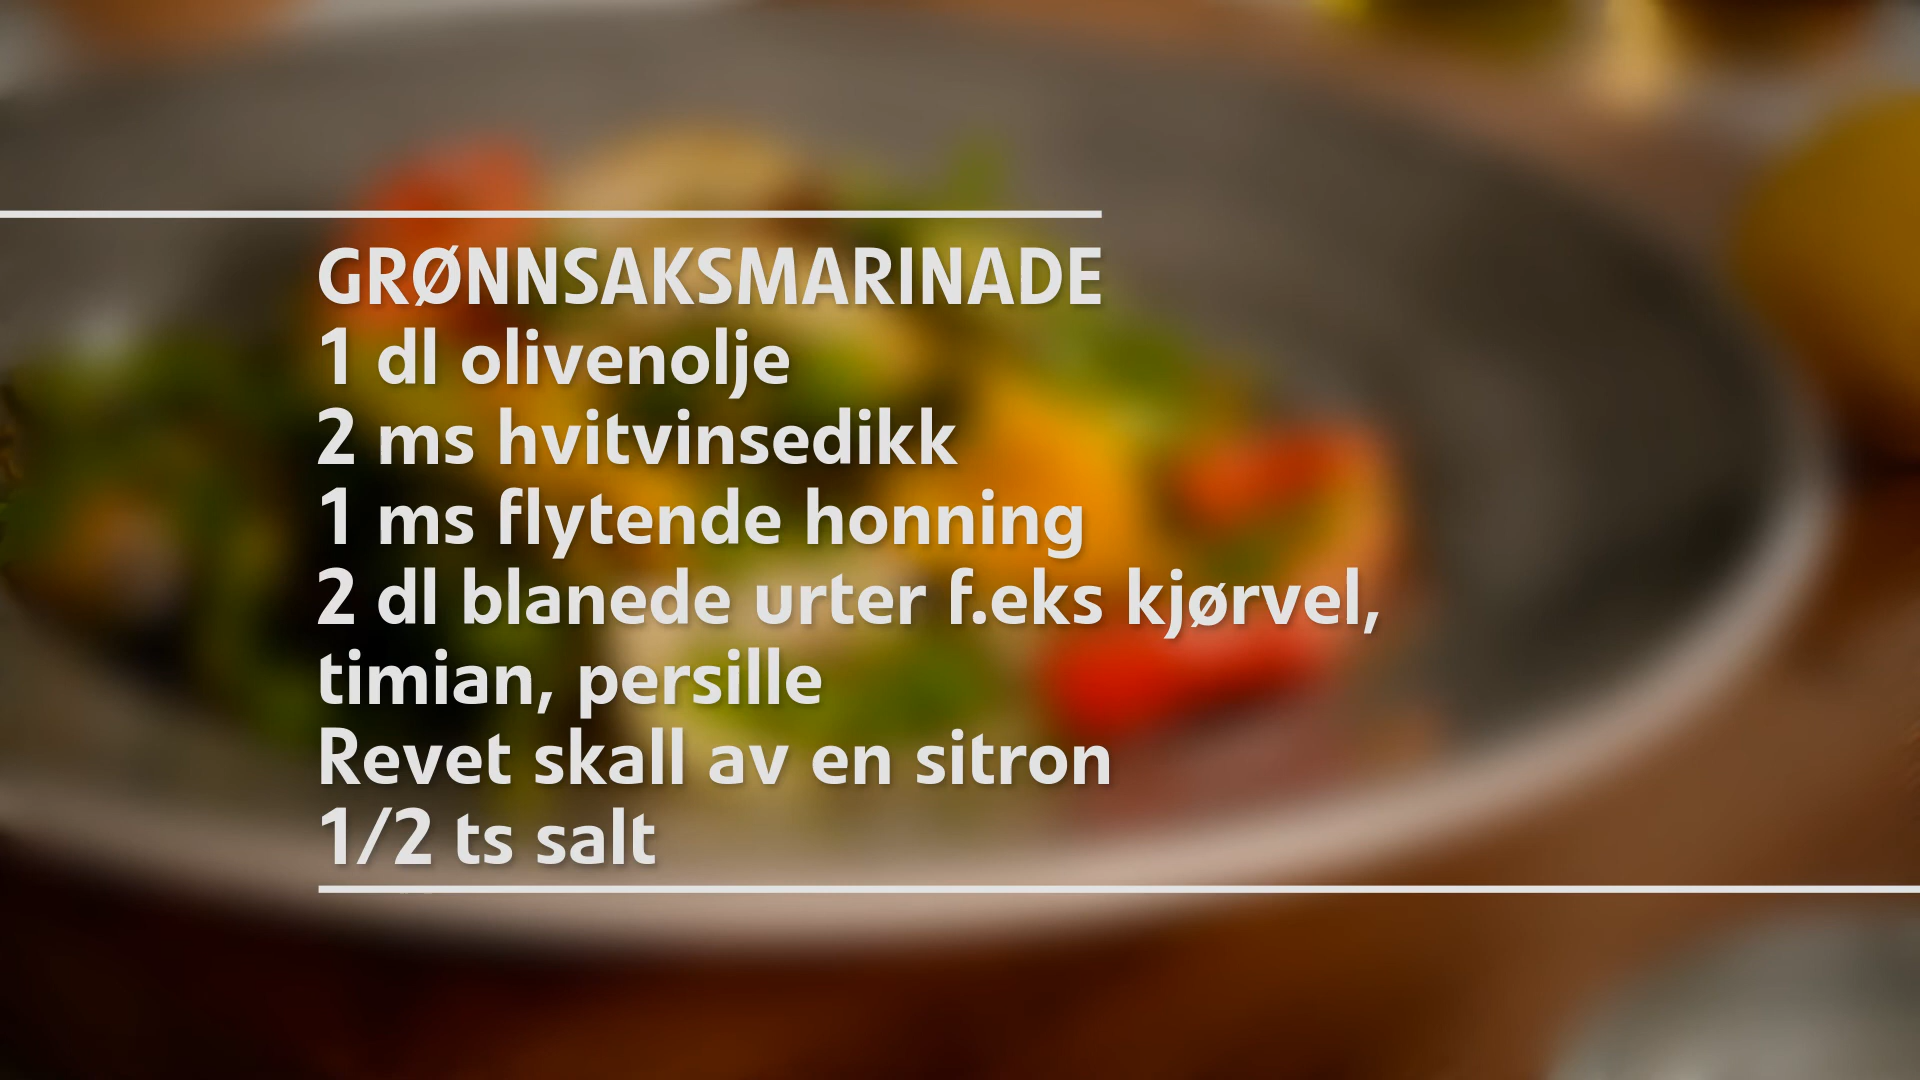 GRØNNSAKSMARINADE
1 dl olivenolje
2 ms hvitvinsedikk
1 ms flytende honning
2 dl blanede urter f.eks kjørvel,
timian, persille
Revet skall av en sitron
1/2 ts salt